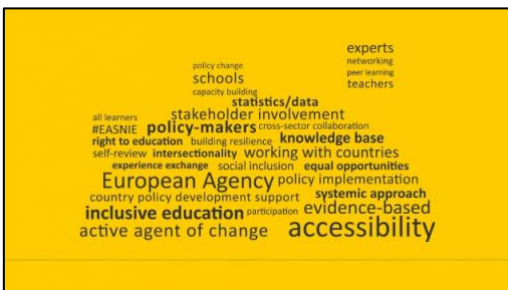 experts
policy change networking
schools peer learning
capacity building teachers
statistics/data
all learners stakeholder involvement
#EASNIE policy-makers cross-sector collaboration
right to education building resilience knowledge base
self-review intersectionality working with countries
experience exchange social inclusion equal opportunities
European Agency policy implementation
country policy development support systemic approach
inclusive education participation evidence-based
active agent of change accessibility